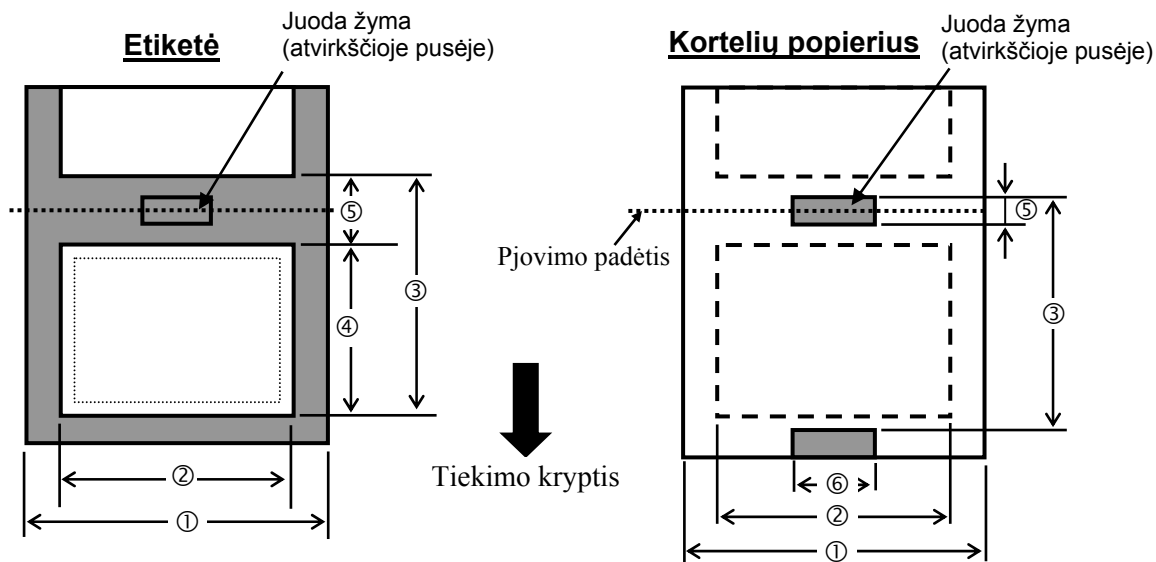 Etiketė
Juoda žyma
(atvirkščioje pusėje)
⑤
③
④
②
①
Tiekimo kryptis
Kortelių popierius
Juoda žyma
(atvirkščioje pusėje)
Pjovimo padėtis
⑤
③
⑥
②
①